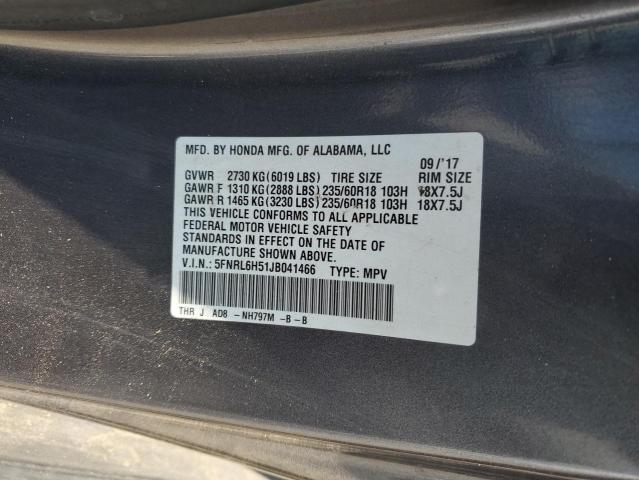 MFD. BY HONDA MFG. OF ALABAMA, LLC 09/'17
GVWR 2730 KG(6019 LBS) TIRE SIZE RIM SIZE
GAWR F 1310 KG(2888 LBS) 235/60R18 103H 18X7.5J
GAWR R 1465 KG(3230 LBS) 235/60R18 103H 18X7.5J
THIS VEHICLE CONFORMS TO ALL APPLICABLE
FEDERAL MOTOR VEHICLE SAFETY
STANDARDS IN EFFECT ON THE DATE OF
MANUFACTURE SHOWN ABOVE.
V.I.N.: 5FNRL6H51JB041466 TYPE: MPV
THR J AD8 -NH797M -B -B